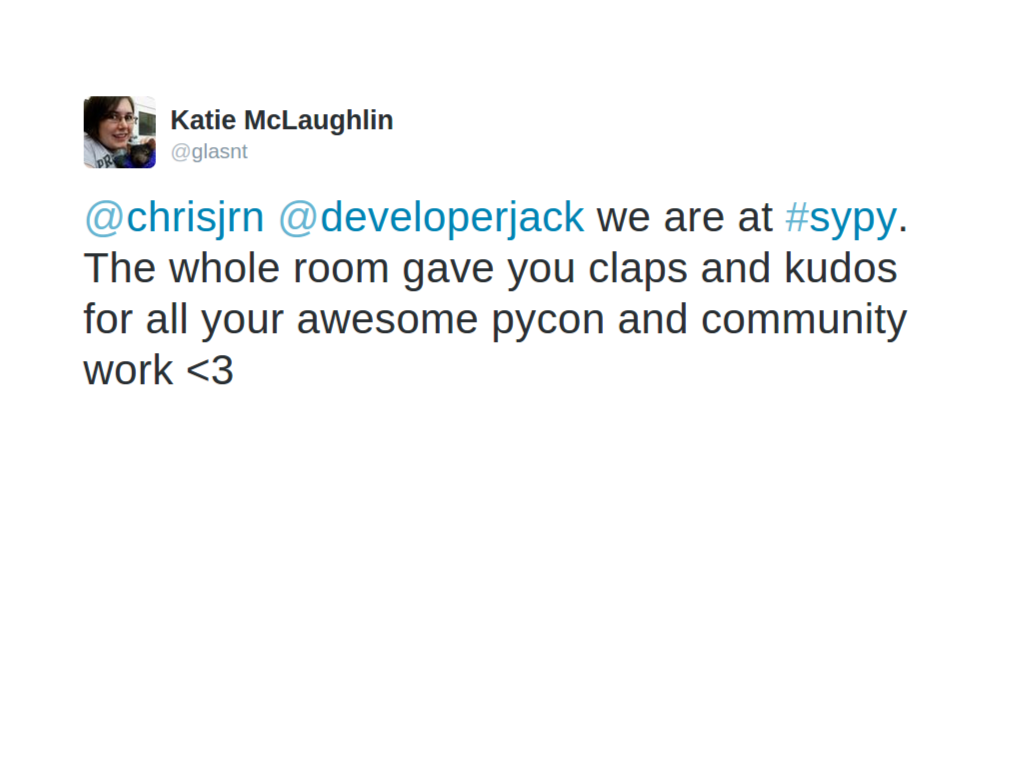 Katie McLaughlin
@glasnt
@chrisjrn @developerjack we are at #sypy.
The whole room gave you claps and kudos
for all your awesome pycon and community
work <3